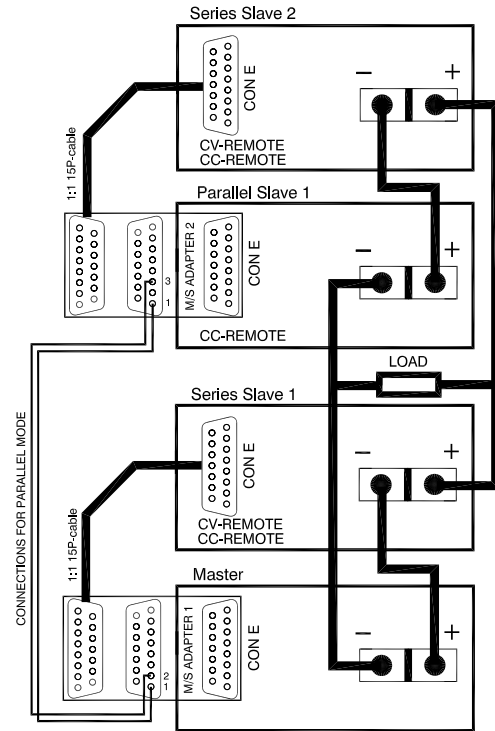 Series Slave 2
1:1 15P-cable
CON E
− +
CV-REMOTE
CC-REMOTE
Parallel Slave 1
3
1
M/S ADAPTER 2
CON E
− +
CC-REMOTE
LOAD
CONNECTIONS FOR PARALLEL MODE
Series Slave 1
1:1 15P-cable
CON E
− +
CV-REMOTE
CC-REMOTE
Master
2
1
M/S ADAPTER 1
CON E
− +